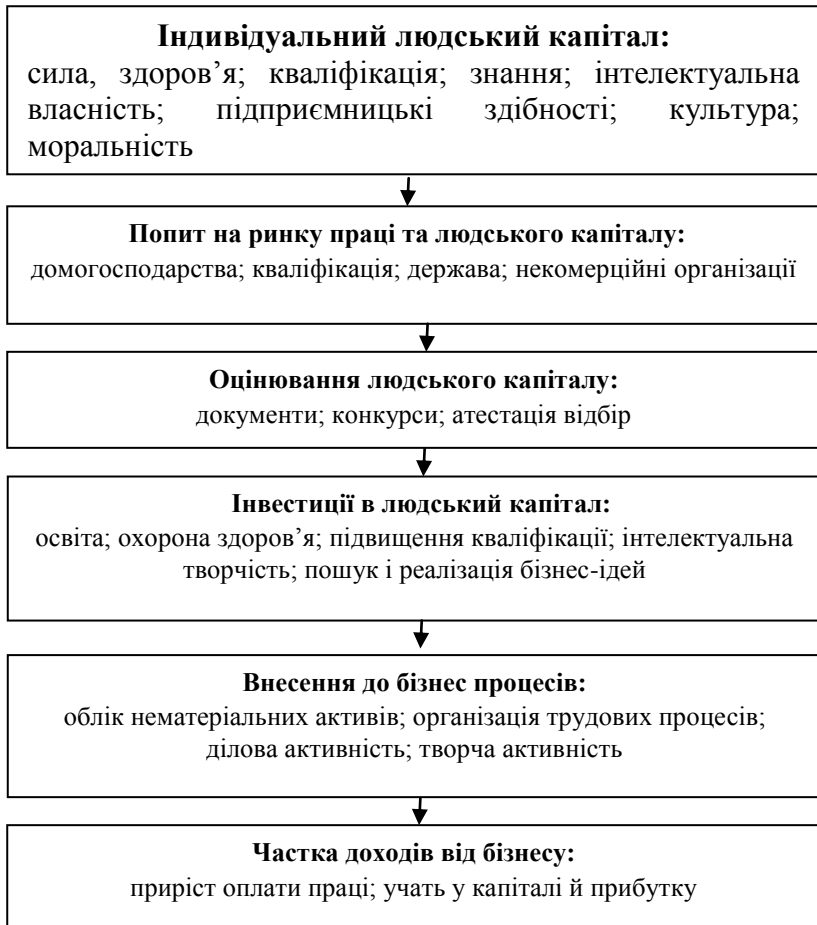 Індивідуальний людський капітал:
сила, здоров’я; кваліфікація; знання; інтелектуальна
власність; підприємницькі здібності; культура;
моральність
Попит на ринку праці та людського капіталу:
домогосподарства; кваліфікація; держава; некомерційні організації
Оцінювання людського капіталу:
документи; конкурси; атестація відбір
Інвестиції в людський капітал:
освіта; охорона здоров’я; підвищення кваліфікації; інтелектуальна
творчість; пошук і реалізація бізнес-ідей
Внесення до бізнес процесів:
облік нематеріальних активів; організація трудових процесів;
ділова активність; творча активність
Частка доходів від бізнесу:
приріст оплати праці; учать у капіталі й прибутку